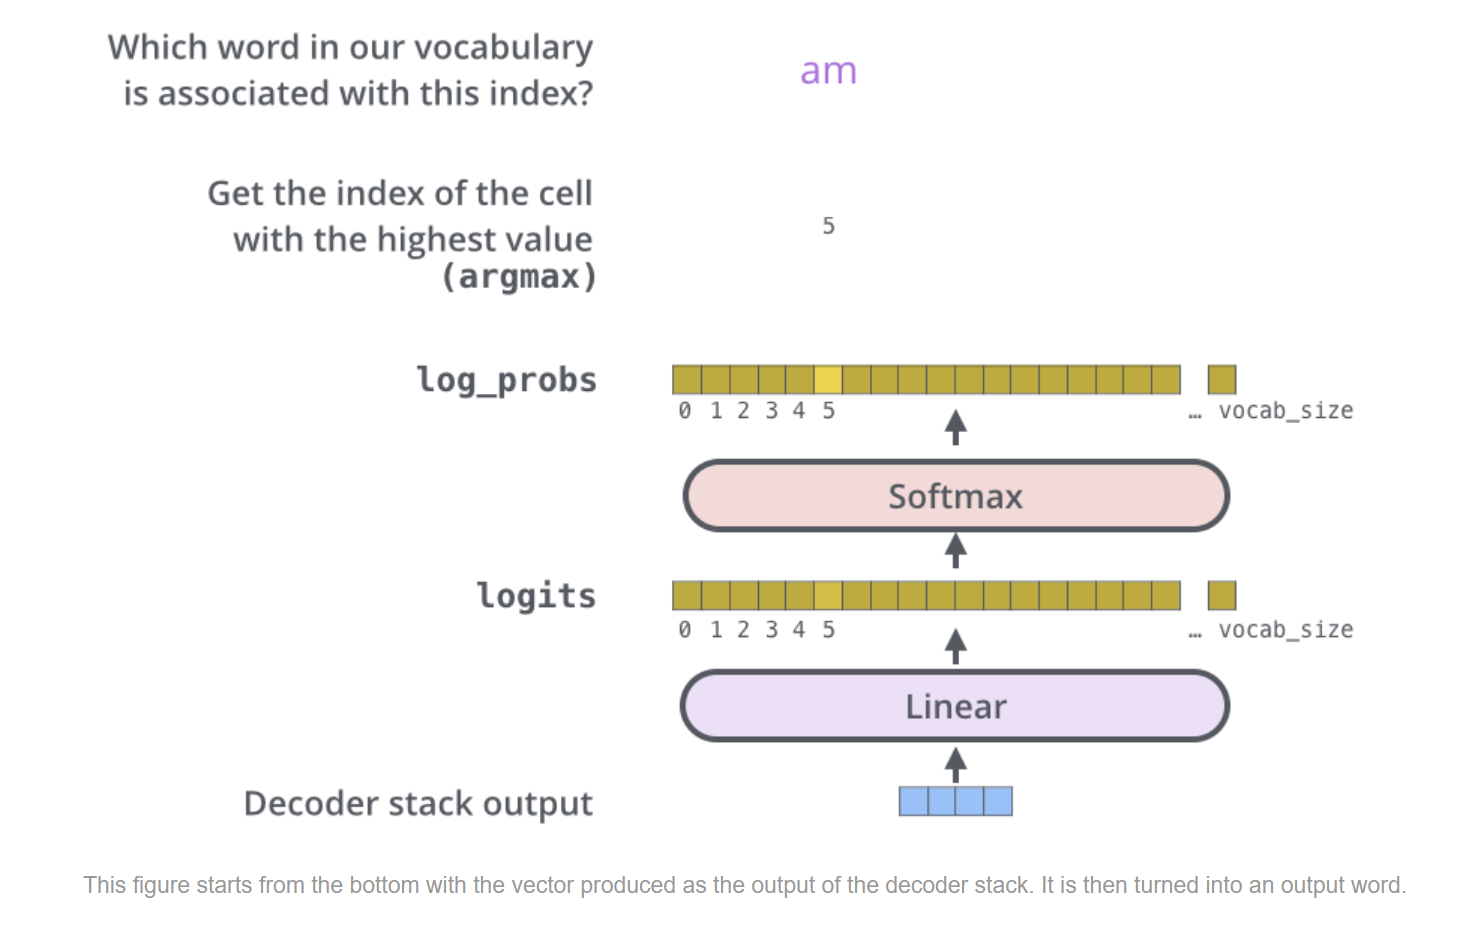 Which word in our vocabulary
is associated with this index?
am
Get the index of the cell
with the highest value
(argmax)
5
log_probs
0 1 2 3 4 5 … vocab_size
Softmax
logits
0 1 2 3 4 5 … vocab_size
Linear
Decoder stack output
This figure starts from the bottom with the vector produced as the output of the decoder stack. It is then turned into an output word.